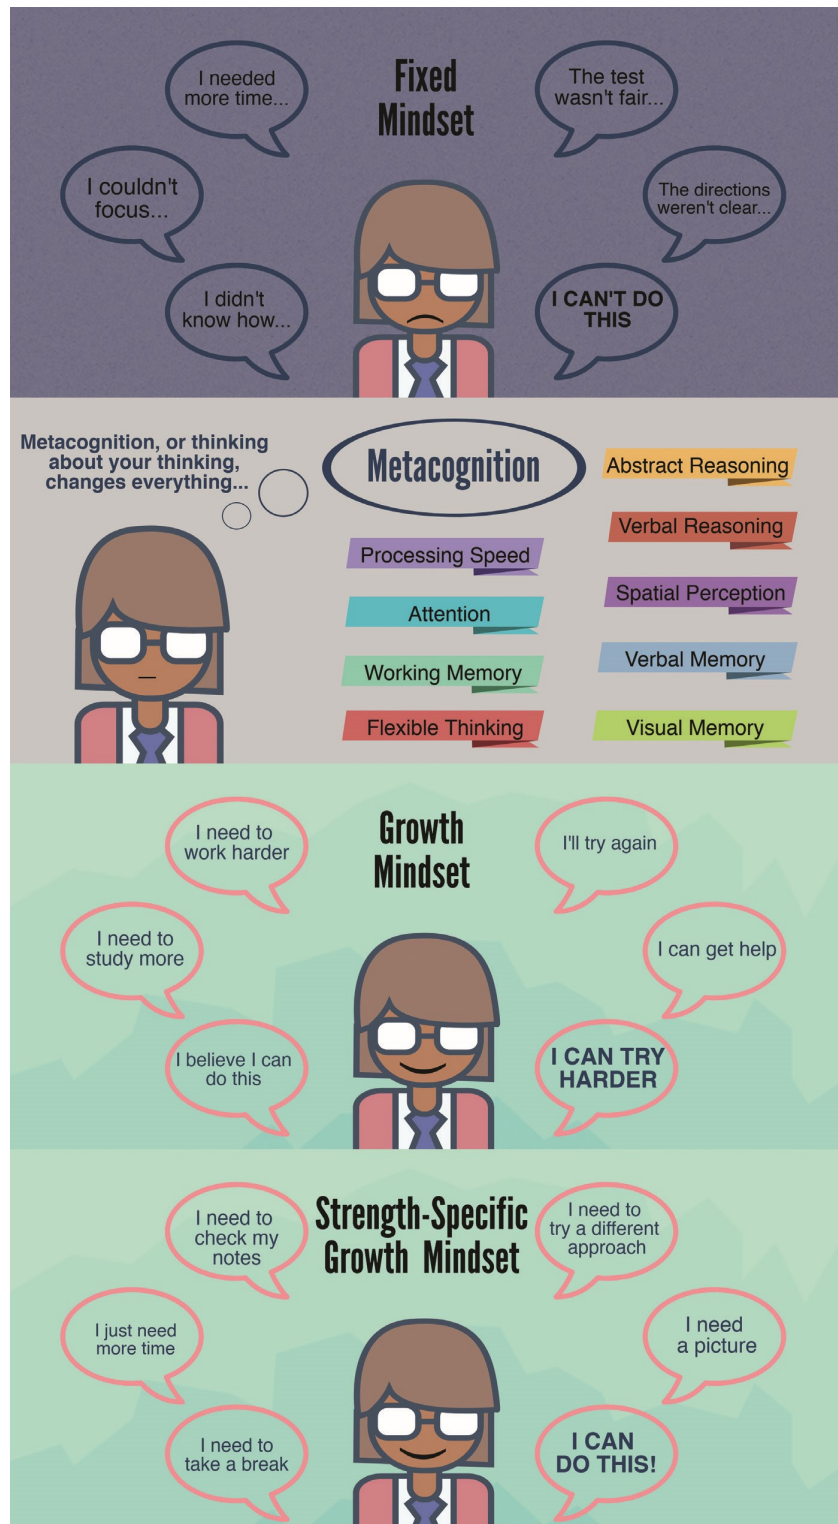 Fixed
Mindset
I needed
more time...
The test
wasn't fair...
I couldn't
focus...
The directions
weren't clear...
I didn't
know how...
I CAN'T DO
THIS
Metacognition, or thinking
about your thinking,
changes everything...
Metacognition
Processing Speed
Attention
Working Memory
Flexible Thinking
Abstract Reasoning
Verbal Reasoning
Spatial Perception
Verbal Memory
Visual Memory
Growth
Mindset
I need to
work harder
I'll try again
I need to
study more
I can get help
I believe I can
do this
I CAN TRY
HARDER
Strength-Specific
Growth Mindset
I need to
check my
notes
I need to
try a different
approach
I just need
more time
I need
a picture
I need to
take a break
I CAN
DO THIS!